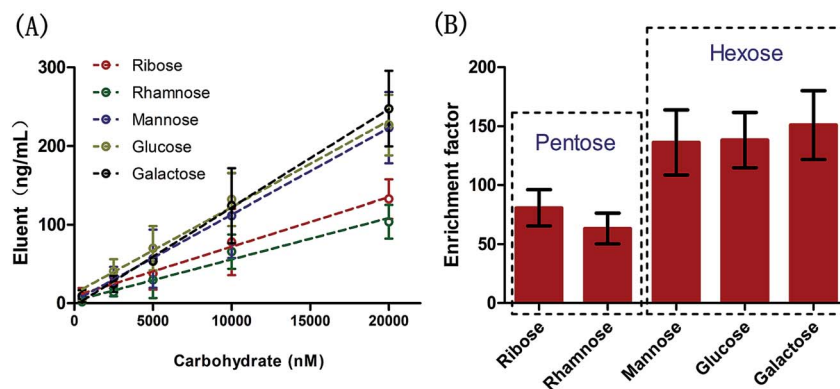 (A)
Eluent (ng/mL)
300
200
100
0
Ribose
Rhamnose
Mannose
Glucose
Galactose
0
5000
10000
15000
20000
Carbohydrate (nM)
(B)
Enrichment factor
200
150
100
50
0
Pentose
Hexose
Ribose
Rhamnose
Mannose
Glucose
Galactose